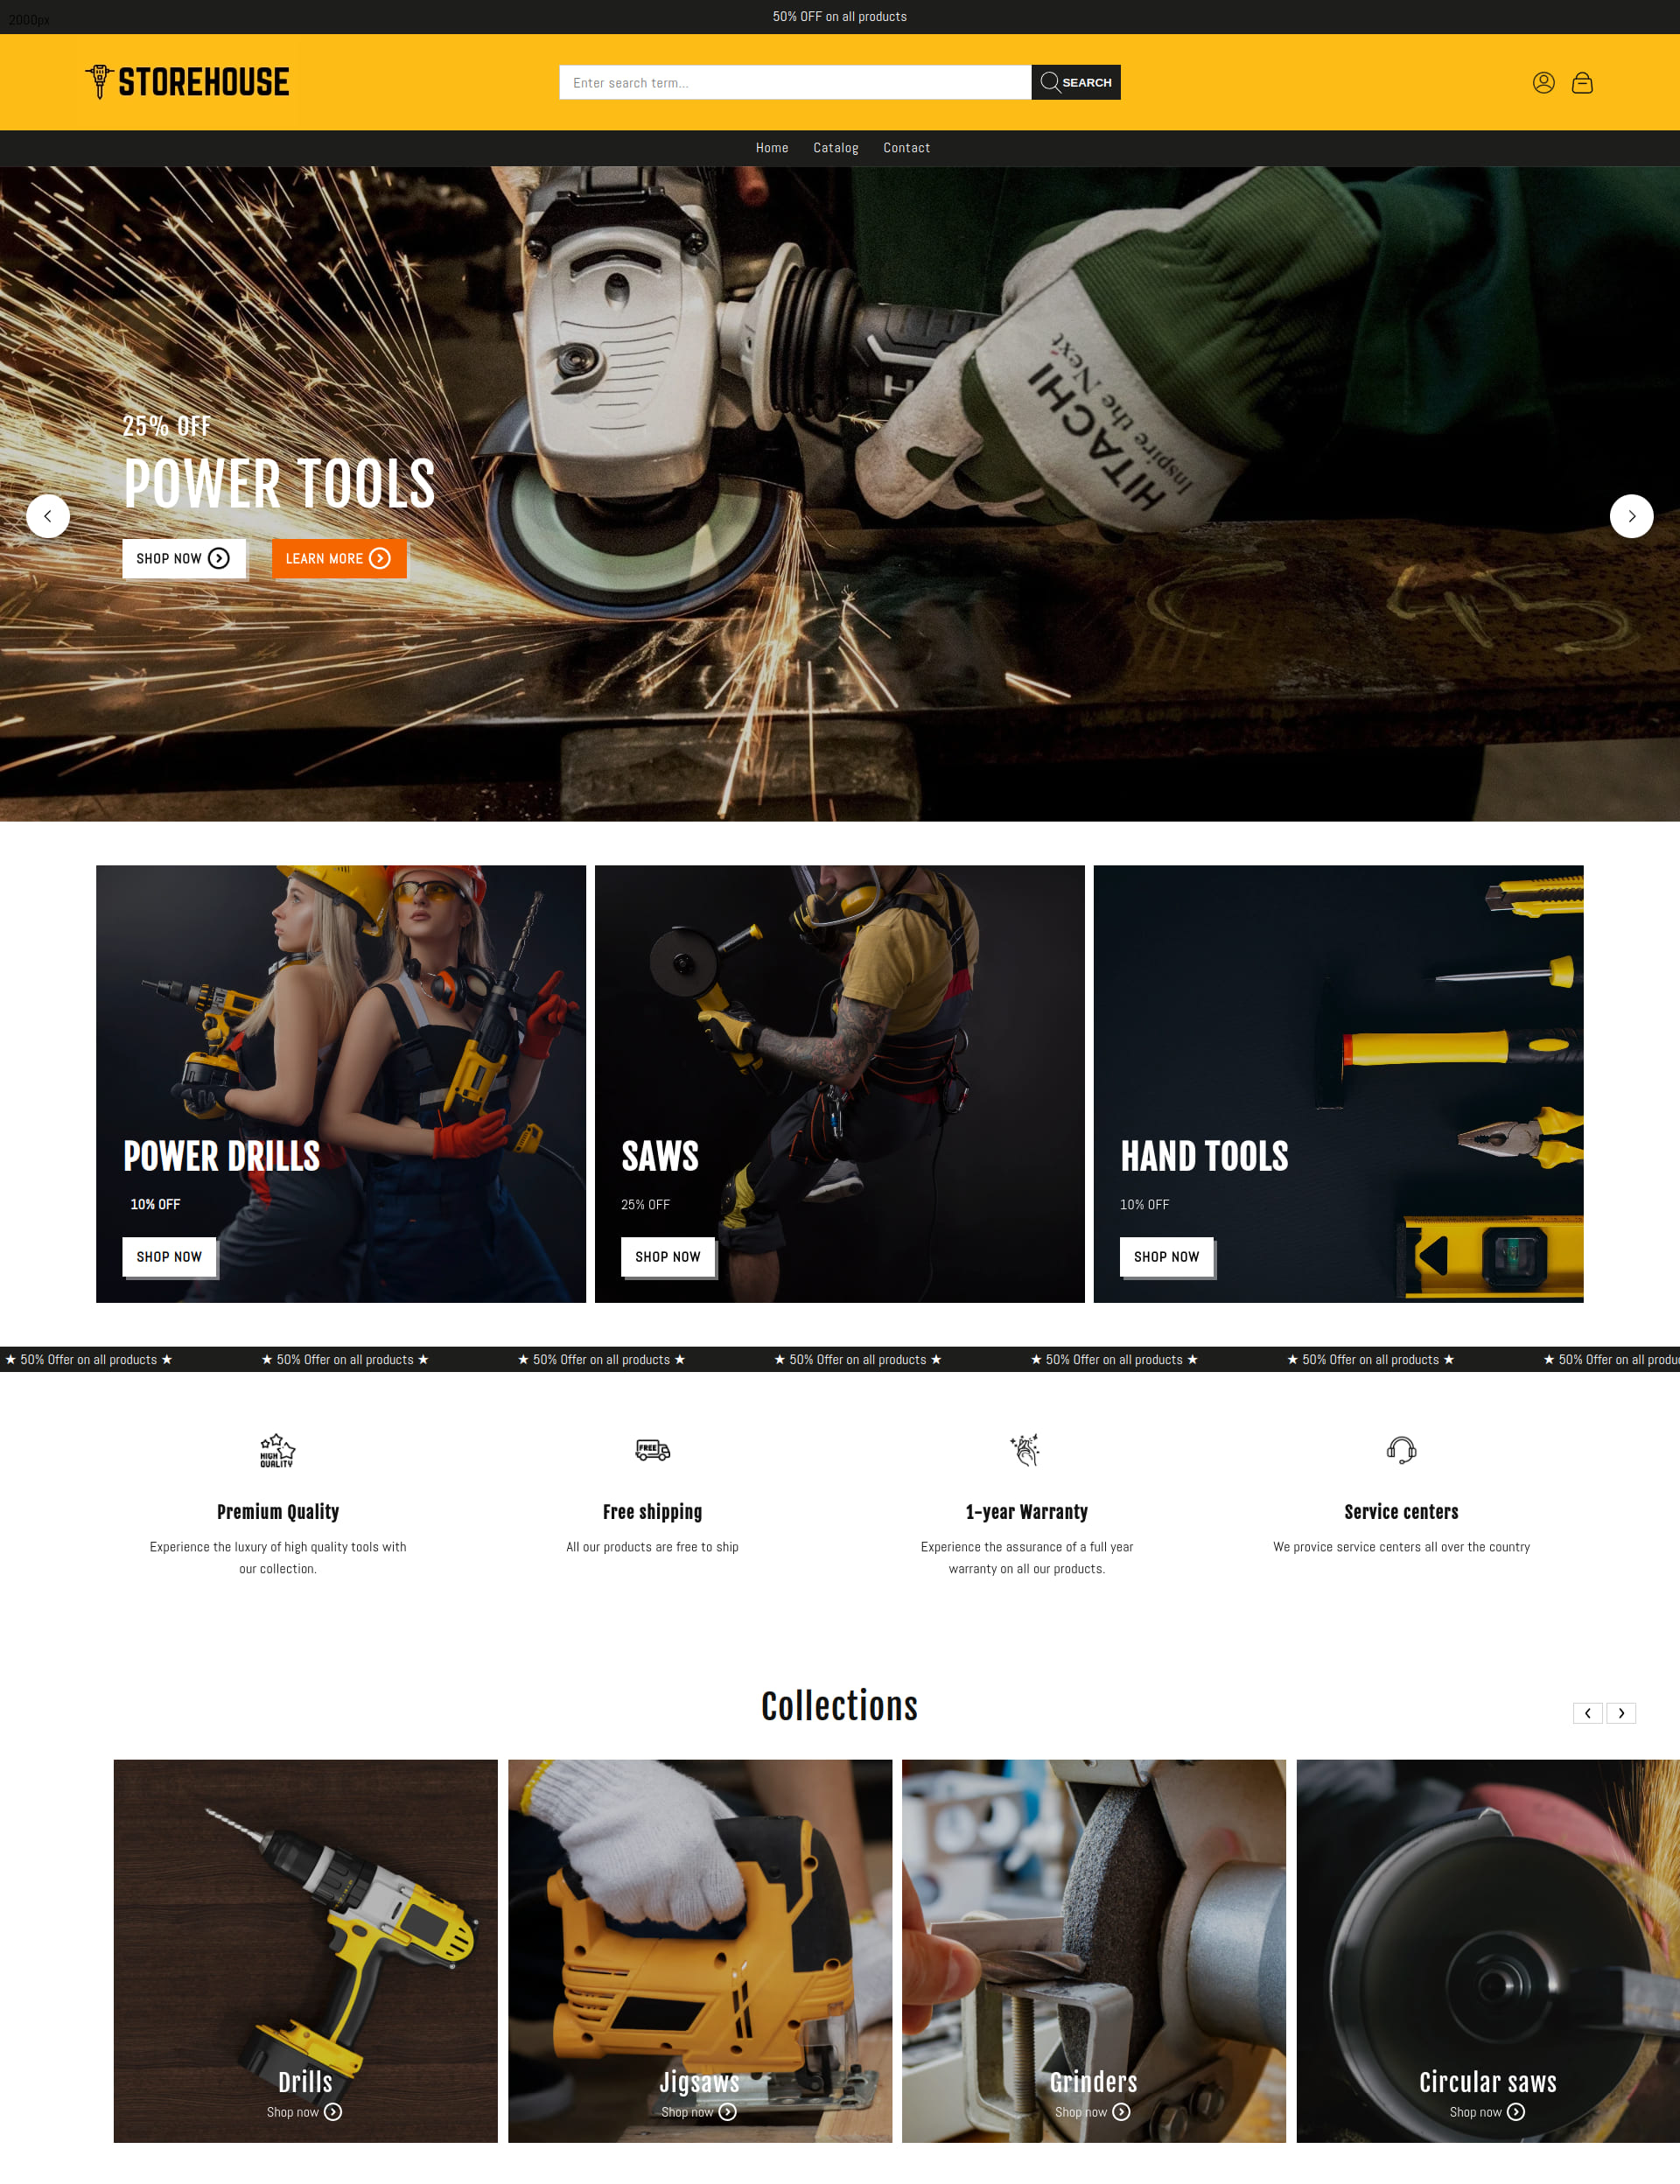 2000px
50% OFF on all products
STOREHOUSE
Enter search term...
SEARCH
Home Catalog Contact
HITACHI
Inspire the Next
25% OFF
POWER TOOLS
SHOP NOW
LEARN MORE
POWER DRILLS
10% OFF
SHOP NOW
SAWS
25% OFF
SHOP NOW
HAND TOOLS
10% OFF
SHOP NOW
★ 50% Offer on all products ★ ★ 50% Offer on all products ★ ★ 50% Offer on all products ★ ★ 50% Offer on all products ★ ★ 50% Offer on all products ★ ★ 50% Offer on all products ★ ★ 50% Offer on all produ
HIGH
QUALITY
Premium Quality
Experience the luxury of high quality tools with
our collection.
FREE
Free shipping
All our products are free to ship
1-year Warranty
Experience the assurance of a full year
warranty on all our products.
Service centers
We provice service centers all over the country
Collections
Drills
Shop now
Jigsaws
Shop now
Grinders
Shop now
Circular saws
Shop now